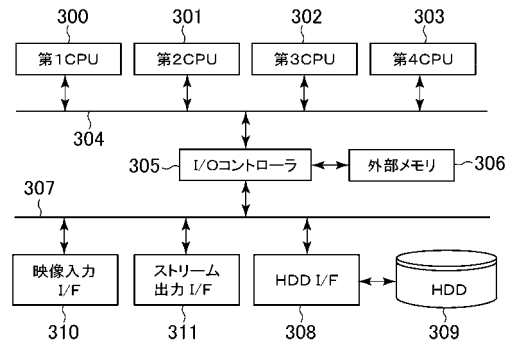 300 301 302 303
第1CPU 第2CPU 第3CPU 第4CPU
304
305 I/Oコントローラ 外部メモリ 306
307
映像入力 ストリーム HDD I/F HDD
I/F 出力 I/F
310 311 308 309